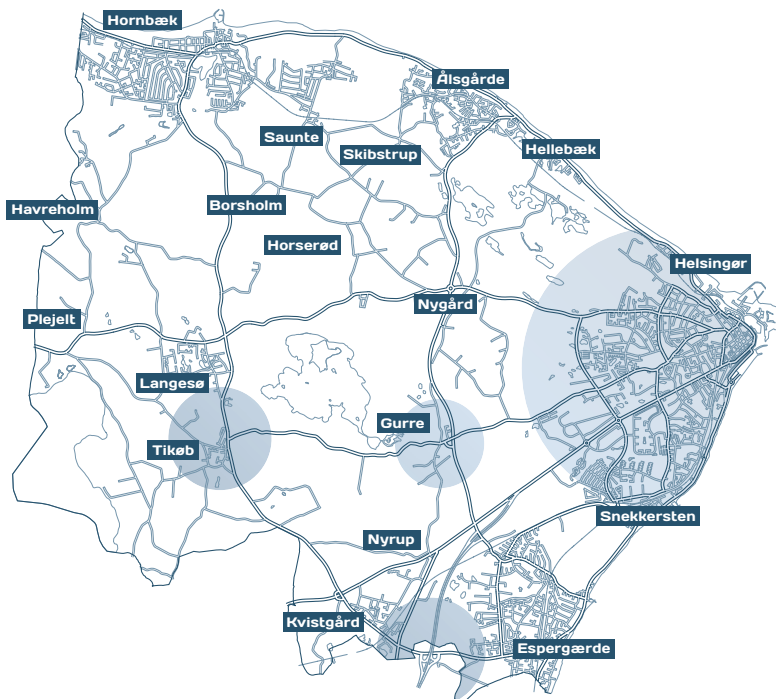 Hornbæk
Ålsgårde
Saunte
Skibstrup
Hellebæk
Havreholm
Borsholm
Horserød
Helsingør
Nygård
Plejelt
Langesø
Gurre
Tikøb
Snekkersten
Nyrup
Kvistgård
Espergærde